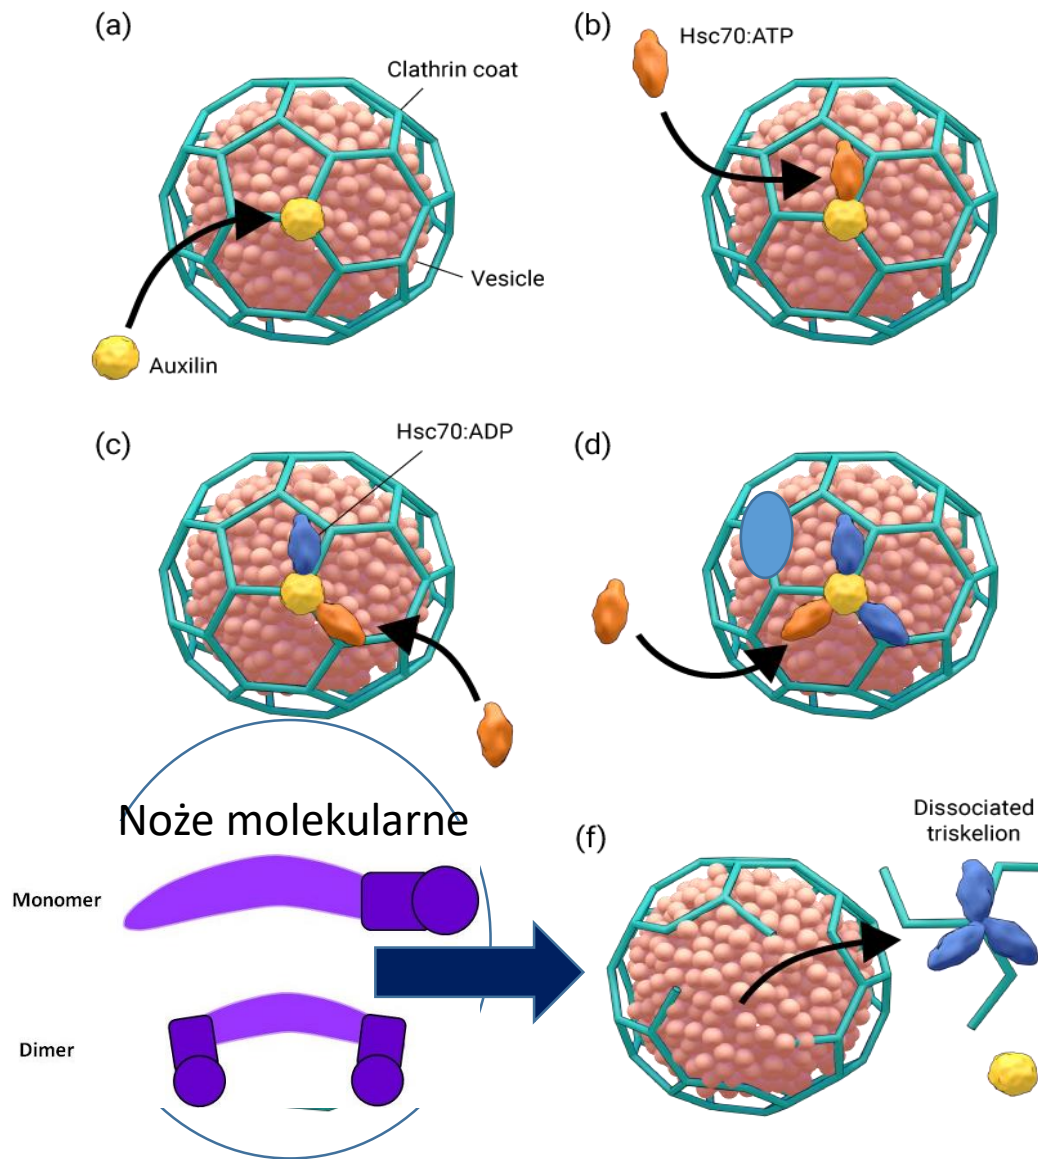 (a)
Clathrin coat
Vesicle
Auxilin
(b)
Hsc70:ATP
(c)
Hsc70:ADP
(d)
Noże molekularne
Monomer
Dimer
(f)
Dissociated
triskelion